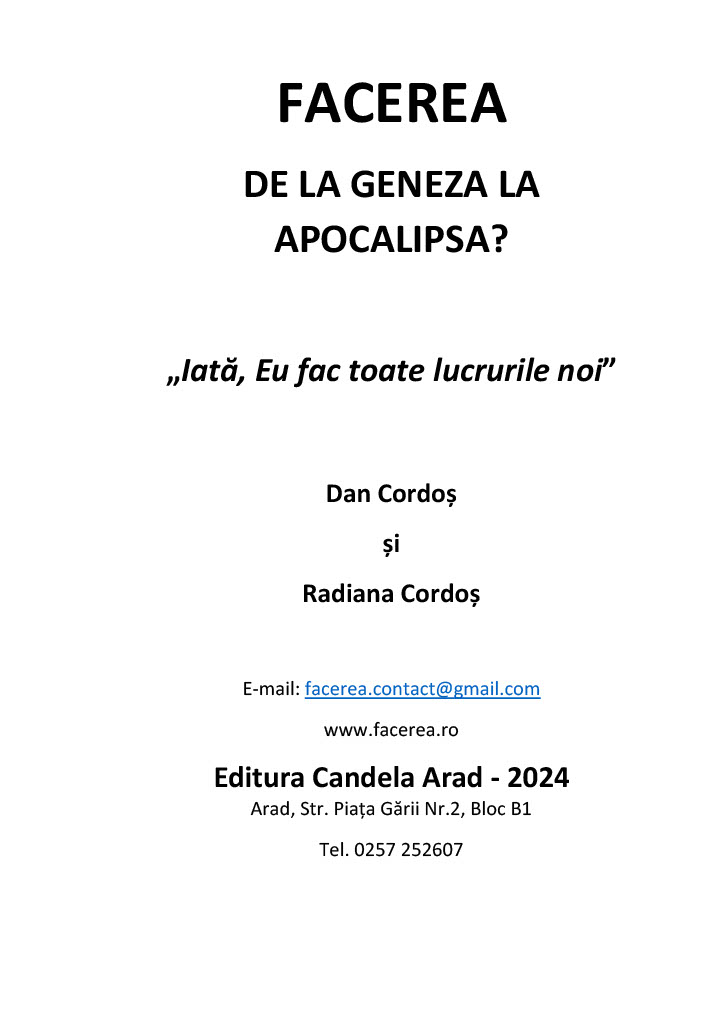 FACEREA
DE LA GENEZA LA
APOCALIPSA?
„Iată, Eu fac toate lucrurile noi”
Dan Cordoș
și
Radiana Cordoș
E-mail: facerea.contact@gmail.com
www.facerea.ro
Editura Candela Arad - 2024
Arad, Str. Piața Gării Nr.2, Bloc B1
Tel. 0257 252607